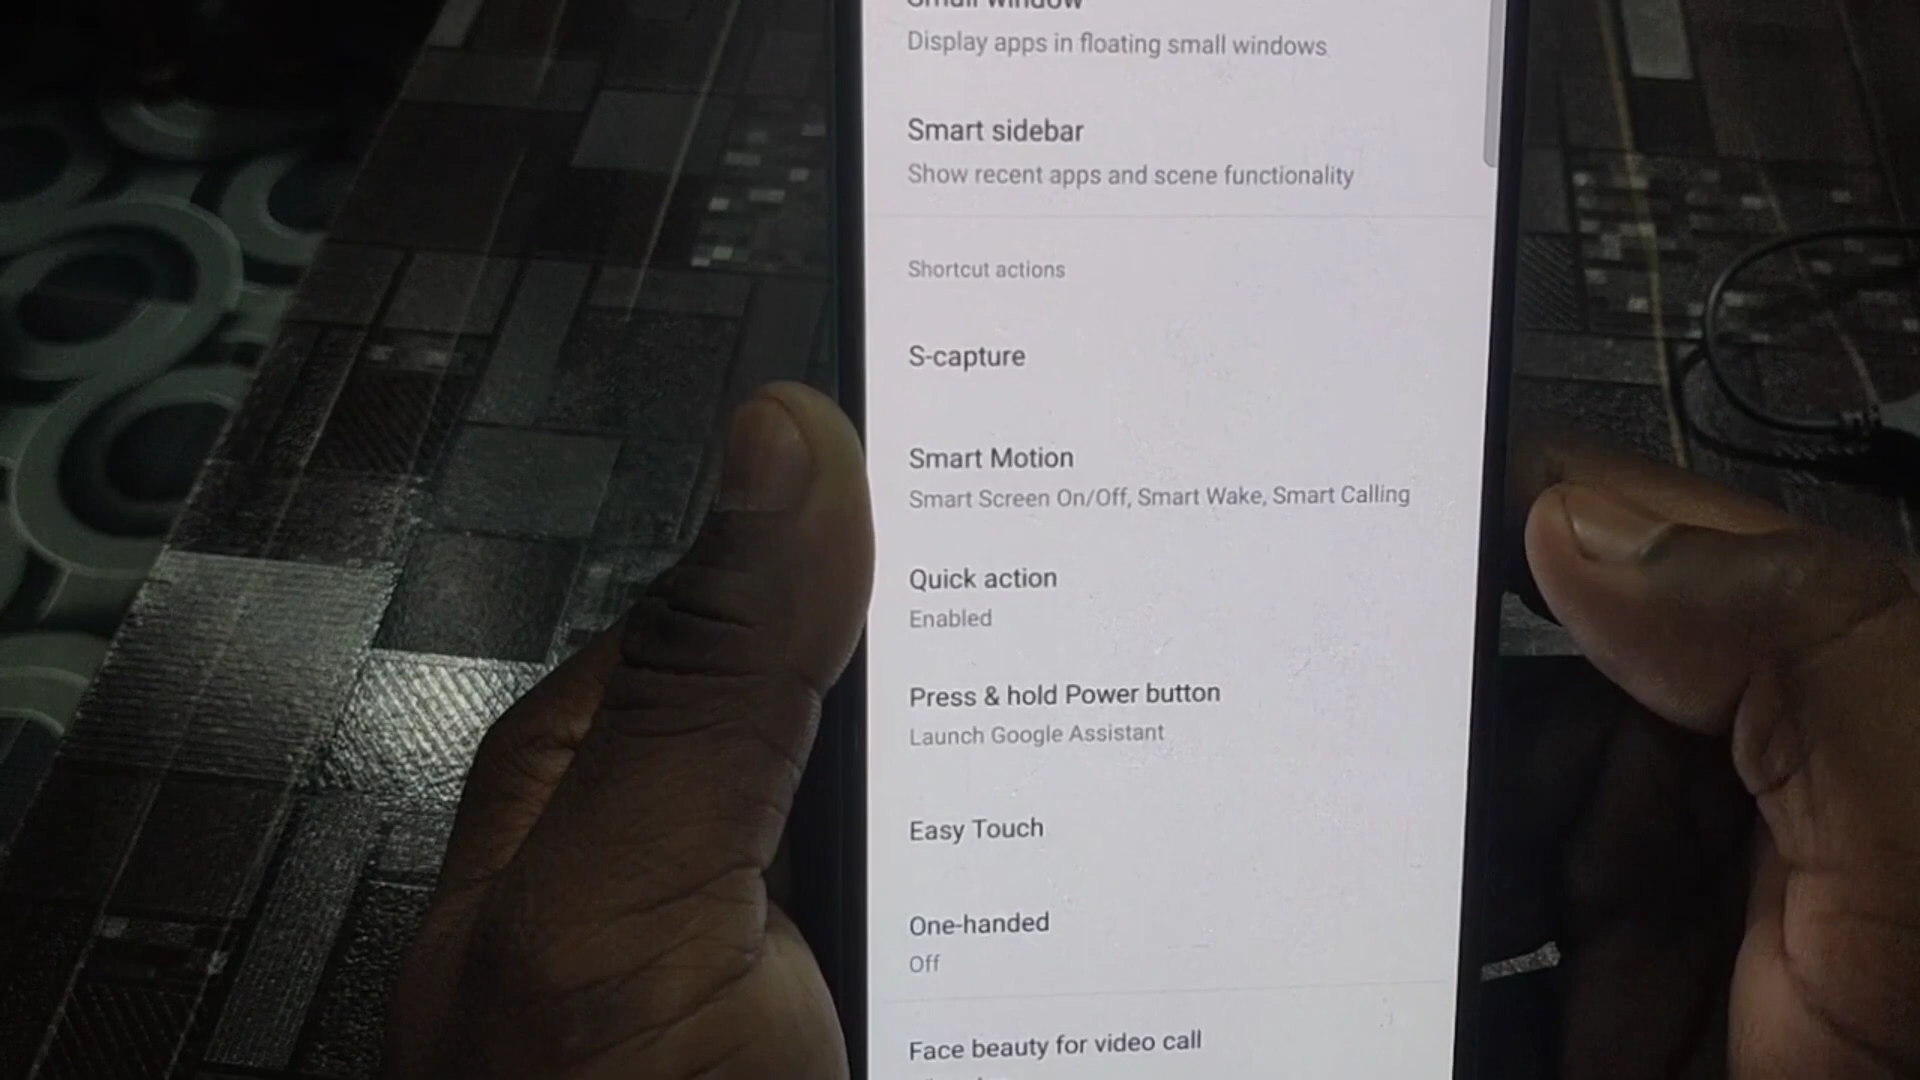 Small window
Display apps in floating small windows
Smart sidebar
Show recent apps and scene functionality
Shortcut actions
S-capture
Smart Motion
Smart Screen On/Off, Smart Wake, Smart Calling
Quick action
Enabled
Press & hold Power button
Launch Google Assistant
Easy Touch
One-handed
Off
Face beauty for video call